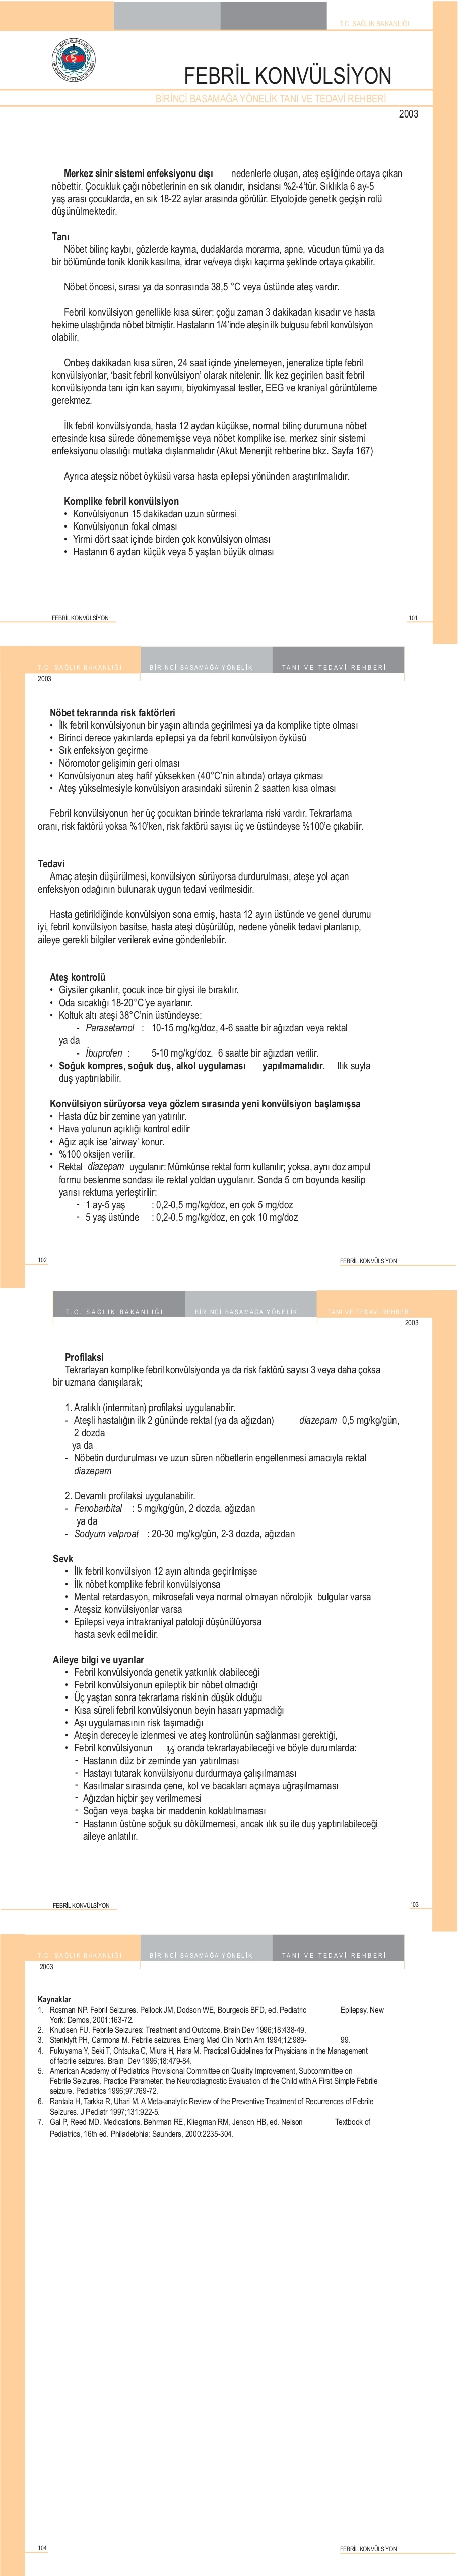 T.C. SAĞLIK BAKANLIĞI
FEBRİL KONVÜLSİYON
BİRİNCİ BASAMAĞA YÖNELİK TANI VE TEDAVİ REHBERİ
2003
Merkez sinir sistemi enfeksiyonu dışı nedenlerle oluşan, ateş eşliğinde ortaya çıkan
nöbettir. Çocukluk çağı nöbetlerinin en sık olanıdır, insidansı %2-4’tür. Sıklıkla 6 ay-5
yaş arası çocuklarda, en sık 18-22 aylar arasında görülür. Etyolojide genetik geçişin rolü
düşünülmektedir.
Tanı
Nöbet bilinç kaybı, gözlerde kayma, dudaklarda morarma, apne, vücudun tümü ya da
bir bölümünde tonik klonik kasılma, idrar ve/veya dışkı kaçırma şeklinde ortaya çıkabilir.
Nöbet öncesi, sırası ya da sonrasında 38,5 °C veya üstünde ateş vardır.
Febril konvülsiyon genellikle kısa sürer; çoğu zaman 3 dakikadan kısadır ve hasta
hekime ulaştığında nöbet bitmiştir. Hastaların 1/4’inde ateşin ilk bulgusu febril konvülsiyon
olabilir.
Onbeş dakikadan kısa süren, 24 saat içinde yinelemeyen, jeneralize tipte febril
konvülsiyonlar, ‘basit febril konvülsiyon’ olarak nitelenir. İlk kez geçirilen basit febril
konvülsiyonda tanı için kan sayımı, biyokimyasal testler, EEG ve kraniyal görüntüleme
gerekmez.
İlk febril konvülsiyonda, hasta 12 aydan küçükse, normal bilinç durumuna nöbet
ertesinde kısa sürede dönememişse veya nöbet komplike ise, merkez sinir sistemi
enfeksiyonu olasılığı mutlaka dışlanmalıdır (Akut Menenjit rehberine bkz. Sayfa 167)
Ayrıca ateşsiz nöbet öyküsü varsa hasta epilepsi yönünden araştırılmalıdır.
Komplike febril konvülsiyon
• Konvülsiyonun 15 dakikadan uzun sürmesi
• Konvülsiyonun fokal olması
• Yirmi dört saat içinde birden çok konvülsiyon olması
• Hastanın 6 aydan küçük veya 5 yaştan büyük olması
FEBRİL KONVÜLSİYON 101
T.C. SAĞLIK BAKANLIĞI BİRİNCİ BASAMAĞA YÖNELİK TANI VE TEDAVİ REHBERİ
2003
Nöbet tekrarında risk faktörleri
• İlk febril konvülsiyonun bir yaşın altında geçirilmesi ya da komplike tipte olması
• Birinci derece yakınlarda epilepsi ya da febril konvülsiyon öyküsü
• Sık enfeksiyon geçirme
• Nöromotor gelişimin geri olması
• Konvülsiyonun ateş hafif yüksekken (40°C’nin altında) ortaya çıkması
• Ateş yükselmesiyle konvülsiyon arasındaki sürenin 2 saatten kısa olması
Febril konvülsiyonun her üç çocuktan birinde tekrarlama riski vardır. Tekrarlama
oranı, risk faktörü yoksa %10’ken, risk faktörü sayısı üç ve üstündeyse %100’e çıkabilir.
Tedavi
Amaç ateşin düşürülmesi, konvülsiyon sürüyorsa durdurulması, ateşe yol açan
enfeksiyon odağının bulunarak uygun tedavi verilmesidir.
Hasta getirildiğinde konvülsiyon sona ermiş, hasta 12 ayın üstünde ve genel durumu
iyi, febril konvülsiyon basitse, hasta ateşi düşürülüp, nedene yönelik tedavi planlanıp,
aileye gerekli bilgiler verilerek evine gönderilebilir.
Ateş kontrolü
• Giysiler çıkarılır, çocuk ince bir giysi ile bırakılır.
• Oda sıcaklığı 18-20°C’ye ayarlanır.
• Koltuk altı ateşi 38°C’nin üstündeyse;
- Parasetamol : 10-15 mg/kg/doz, 4-6 saatte bir ağızdan veya rektal
ya da
- İbuprofen : 5-10 mg/kg/doz, 6 saatte bir ağızdan verilir.
• Soğuk kompres, soğuk duş, alkol uygulaması yapılmamalıdır. Ilık suyla
duş yaptırılabilir.
Konvülsiyon sürüyorsa veya gözlem sırasında yeni konvülsiyon başlamışsa
• Hasta düz bir zemine yan yatırılır.
• Hava yolunun açıklığı kontrol edilir
• Ağız açık ise ‘airway’ konur.
• %100 oksijen verilir.
• Rektal diazepam uygulanır: Mümkünse rektal form kullanılır; yoksa, aynı doz ampul
formu beslenme sondası ile rektal yoldan uygulanır. Sonda 5 cm boyunda kesilip
yarısı rektuma yerleştirilir:
- 1 ay-5 yaş : 0,2-0,5 mg/kg/doz, en çok 5 mg/doz
- 5 yaş üstünde : 0,2-0,5 mg/kg/doz, en çok 10 mg/doz
102 FEBRİL KONVÜLSİYON
T.C. SAĞLIK BAKANLIĞI BİRİNCİ BASAMAĞA YÖNELİK TANI VE TEDAVİ REHBERİ
2003
Profilaksi
Tekrarlayan komplike febril konvülsiyonda ya da risk faktörü sayısı 3 veya daha çoksa
bir uzmana danışılarak;
1. Aralıklı (intermitan) profilaksi uygulanabilir.
- Ateşli hastalığın ilk 2 gününde rektal (ya da ağızdan) diazepam 0,5 mg/kg/gün,
2 dozda
ya da
- Nöbetin durdurulması ve uzun süren nöbetlerin engellenmesi amacıyla rektal
diazepam
2. Devamlı profilaksi uygulanabilir.
- Fenobarbital : 5 mg/kg/gün, 2 dozda, ağızdan
ya da
- Sodyum valproat : 20-30 mg/kg/gün, 2-3 dozda, ağızdan
Sevk
• İlk febril konvülsiyon 12 ayın altında geçirilmişse
• İlk nöbet komplike febril konvülsiyonsa
• Mental retardasyon, mikrosefali veya normal olmayan nörolojik bulgular varsa
• Ateşsiz konvülsiyonlar varsa
• Epilepsi veya intrakraniyal patoloji düşünülüyorsa
hasta sevk edilmelidir.
Aileye bilgi ve uyarılar
• Febril konvülsiyonda genetik yatkınlık olabileceği
• Febril konvülsiyonun epileptik bir nöbet olmadığı
• Üç yaştan sonra tekrarlama riskinin düşük olduğu
• Kısa süreli febril konvülsiyonun beyin hasarı yapmadığı
• Aşı uygulamasının risk taşımadığı
• Ateşin dereceyle izlenmesi ve ateş kontrolünün sağlanması gerektiği,
• Febril konvülsiyonun ⅓ oranda tekrarlayabileceği ve böyle durumlarda:
- Hastanın düz bir zeminde yan yatırılması
- Hastayı tutarak konvülsiyonu durdurmaya çalışılmaması
- Kasılmalar sırasında çene, kol ve bacakları açmaya uğraşılmaması
- Ağızdan hiçbir şey verilmemesi
- Soğan veya başka bir maddenin koklatılmaması
- Hastanın üstüne soğuk su dökülmemesi, ancak ılık su ile duş yaptırılabileceği
aileye anlatılır.
FEBRİL KONVÜLSİYON 103
T.C. SAĞLIK BAKANLIĞI BİRİNCİ BASAMAĞA YÖNELİK TANI VE TEDAVİ REHBERİ
2003
Kaynaklar
1. Rosman NP. Febril Seizures. Pellock JM, Dodson WE, Bourgeois BFD, ed. Pediatric Epilepsy. New
York: Demos, 2001:163-72.
2. Knudsen FU. Febrile Seizures: Treatment and Outcome. Brain Dev 1996;18:438-49.
3. Stenklyft PH, Carmona M. Febrile seizures. Emerg Med Clin North Am 1994;12:989- 99.
4. Fukuyama Y, Seki T, Ohtsuka C, Miura H, Hara M. Practical Guidelines for Physicians in the Management
of febrile seizures. Brain Dev 1996;18:479-84.
5. American Academy of Pediatrics Provisional Committee on Quality Improvement, Subcommittee on
Febrile Seizures. Practice Parameter: the Neurodiagnostic Evaluation of the Child with A First Simple Febrile
seizure. Pediatrics 1996;97:769-72.
6. Rantala H, Tarkka R, Uhari M. A Meta-analytic Review of the Preventive Treatment of Recurrences of Febrile
Seizures. J Pediatr 1997;131:922-5.
7. Gal P, Reed MD. Medications. Behrman RE, Kliegman RM, Jenson HB, ed. Nelson Textbook of
Pediatrics, 16th ed. Philadelphia: Saunders, 2000:2235-304.
104 FEBRİL KONVÜLSİYON